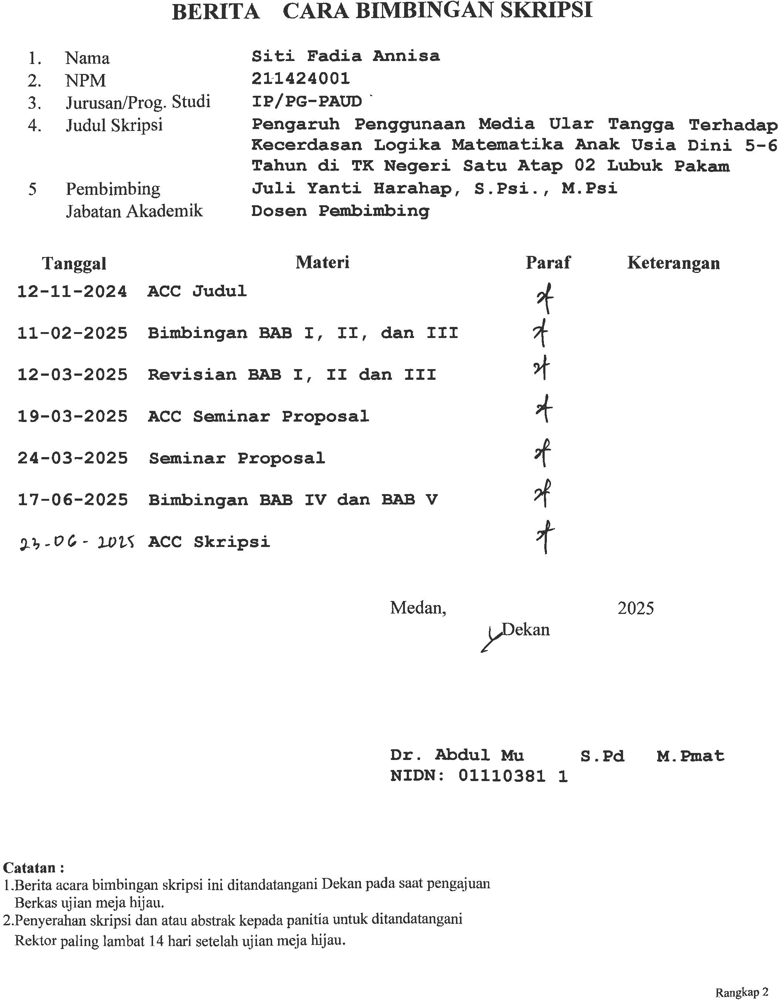 BERITA CARA BIMBINGAN SKRIPSI
1. Nama Siti Fadia Annisa
2. NPM 211424001
3. Jurusan/Prog. Studi IP/PG-PAUD
4. Judul Skripsi Pengaruh Penggunaan Media Ular Tangga Terhadap
Kecerdasan Logika Matematika Anak Usia Dini 5-6
Tahun di TK Negeri Satu Atap 02 Lubuk Pakam
5 Pembimbing Juli Yanti Harahap, S.Psi., M.Psi
Jabatan Akademik Dosen Pembimbing
Tanggal Materi Paraf Keterangan
12-11-2024 ACC Judul
11-02-2025 Bimbingan BAB I, II, dan III
12-03-2025 Revisian BAB I, II dan III
19-03-2025 ACC Seminar Proposal
24-03-2025 Seminar Proposal
17-06-2025 Bimbingan BAB IV dan BAB V
23-06-2025 ACC Skripsi
Medan, 2025
Dekan
Dr. Abdul Mu S.Pd M.Pmat
NIDN: 01110381 1
Catatan :
1.Berita acara bimbingan skripsi ini ditandatangani Dekan pada saat pengajuan
Berkas ujian meja hijau.
2.Penyerahan skripsi dan atau abstrak kepada panitia untuk ditandatangani
Rektor paling lambat 14 hari setelah ujian meja hijau.
Rangkap 2